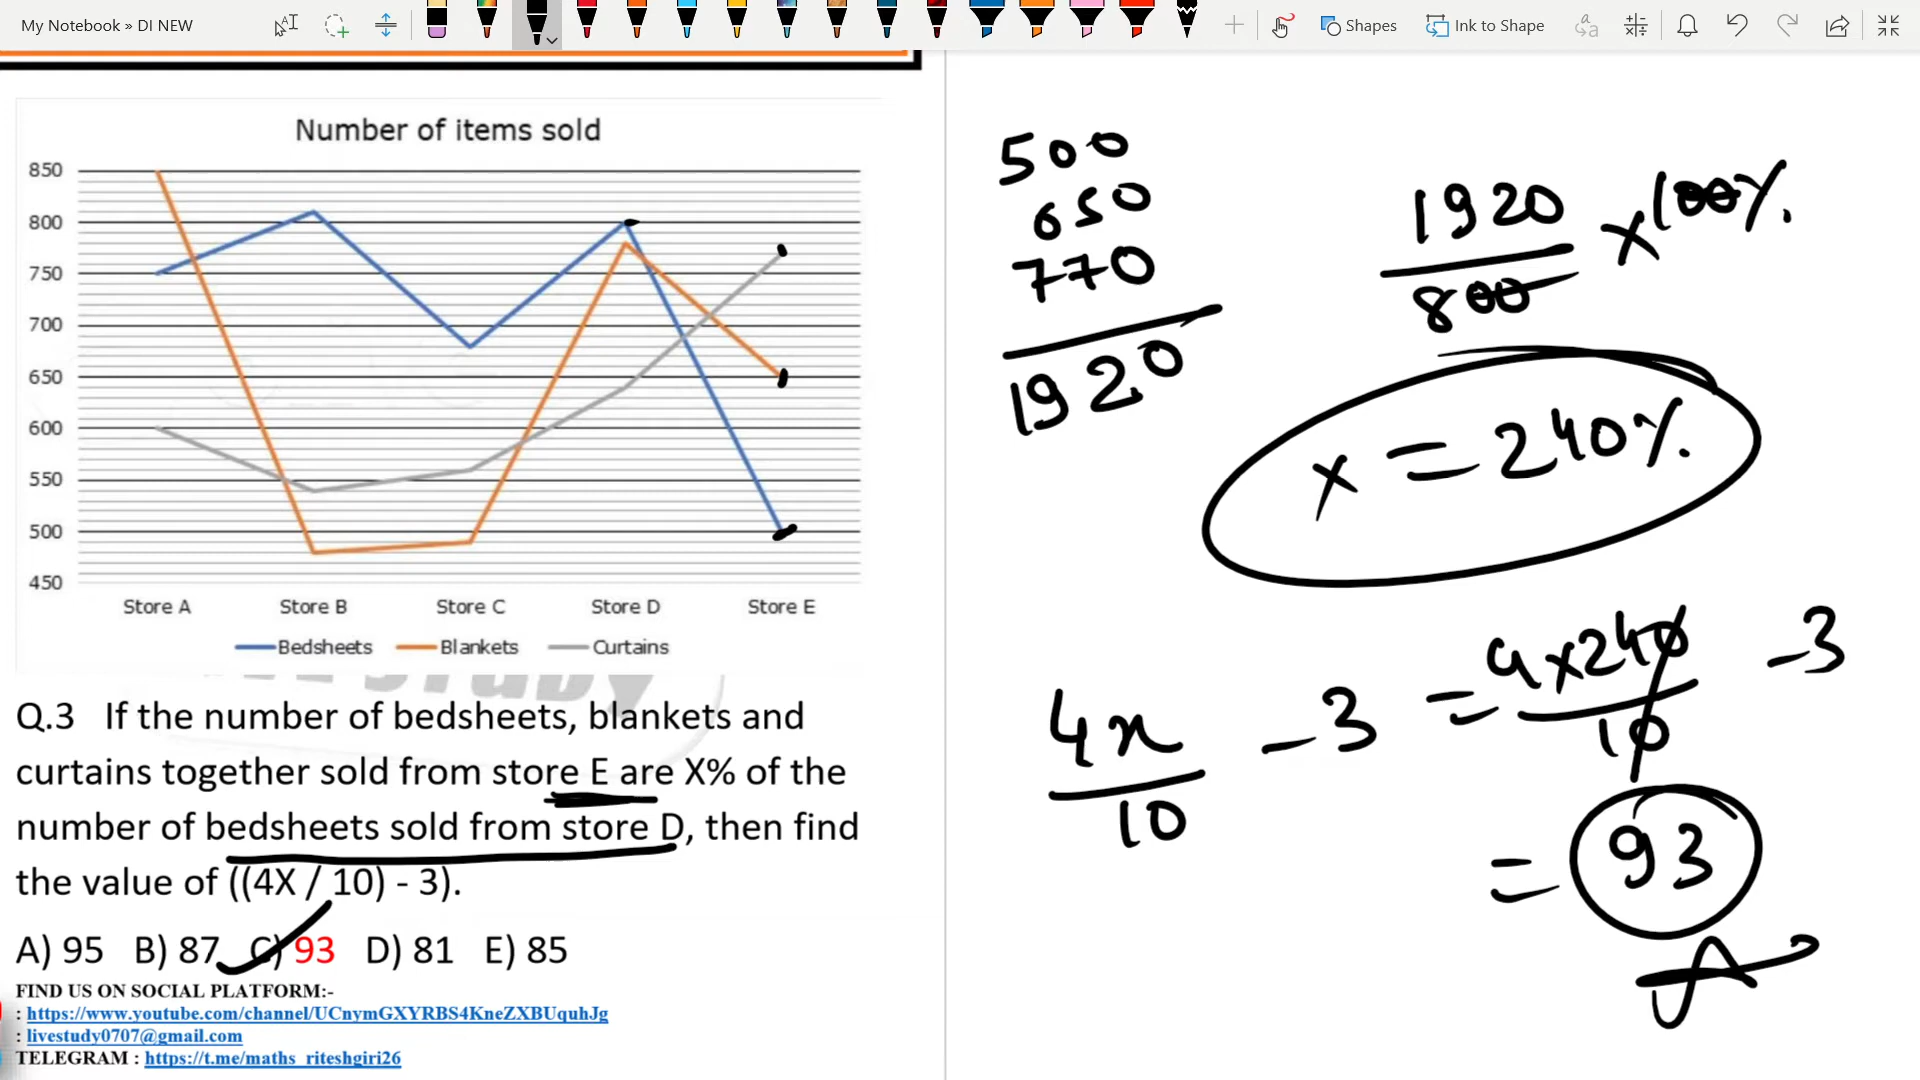 My Notebook » DI NEW
Shapes
Ink to Shape
Number of items sold
850
800
750
700
650
600
550
500
450
Store A Store B Store C Store D Store E
Bedsheets Blankets Curtains
Q.3 If the number of bedsheets, blankets and
curtains together sold from store E are X% of the
number of bedsheets sold from store D, then find
the value of ((4X / 10) - 3).
A) 95 B) 87 C) 93 D) 81 E) 85
FIND US ON SOCIAL PLATFORM:-
: https://www.youtube.com/channel/UCnymGXYRBS4KneZXBUquhJg
: livestudy0707@gmail.com
TELEGRAM : https://t.me/maths_riteshgiri26
500
650
770
1920
1920 x 100%
800
x = 240%
4x - 3 = 4x240 - 3
10 10
= 93